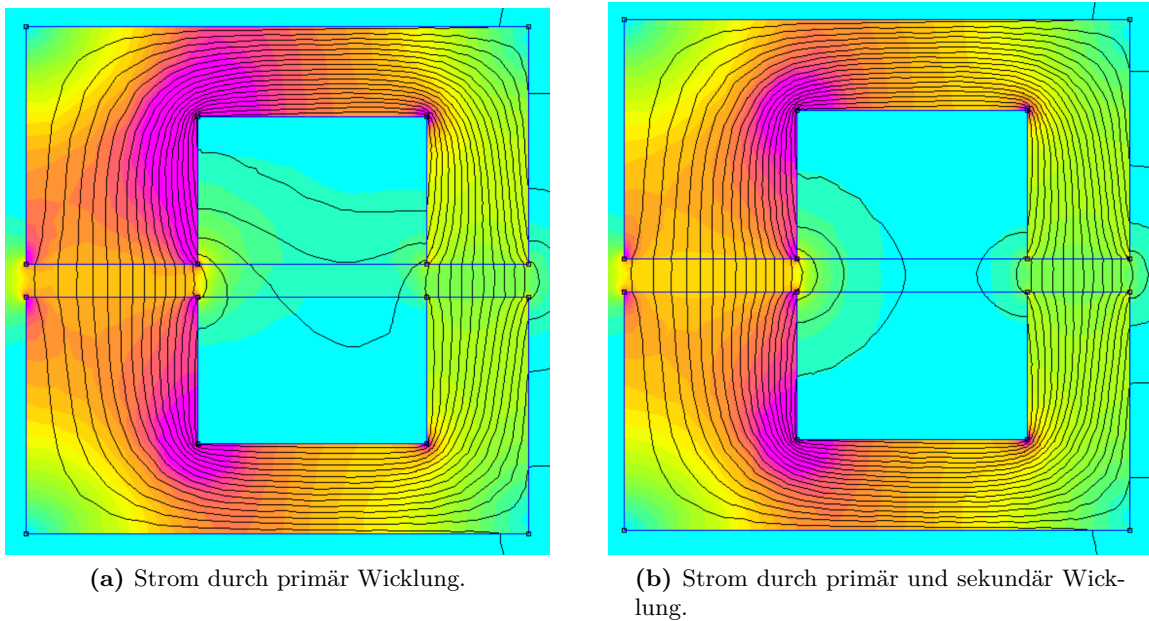 (a) Strom durch primär Wicklung.
(b) Strom durch primär und sekundär Wick-
lung.